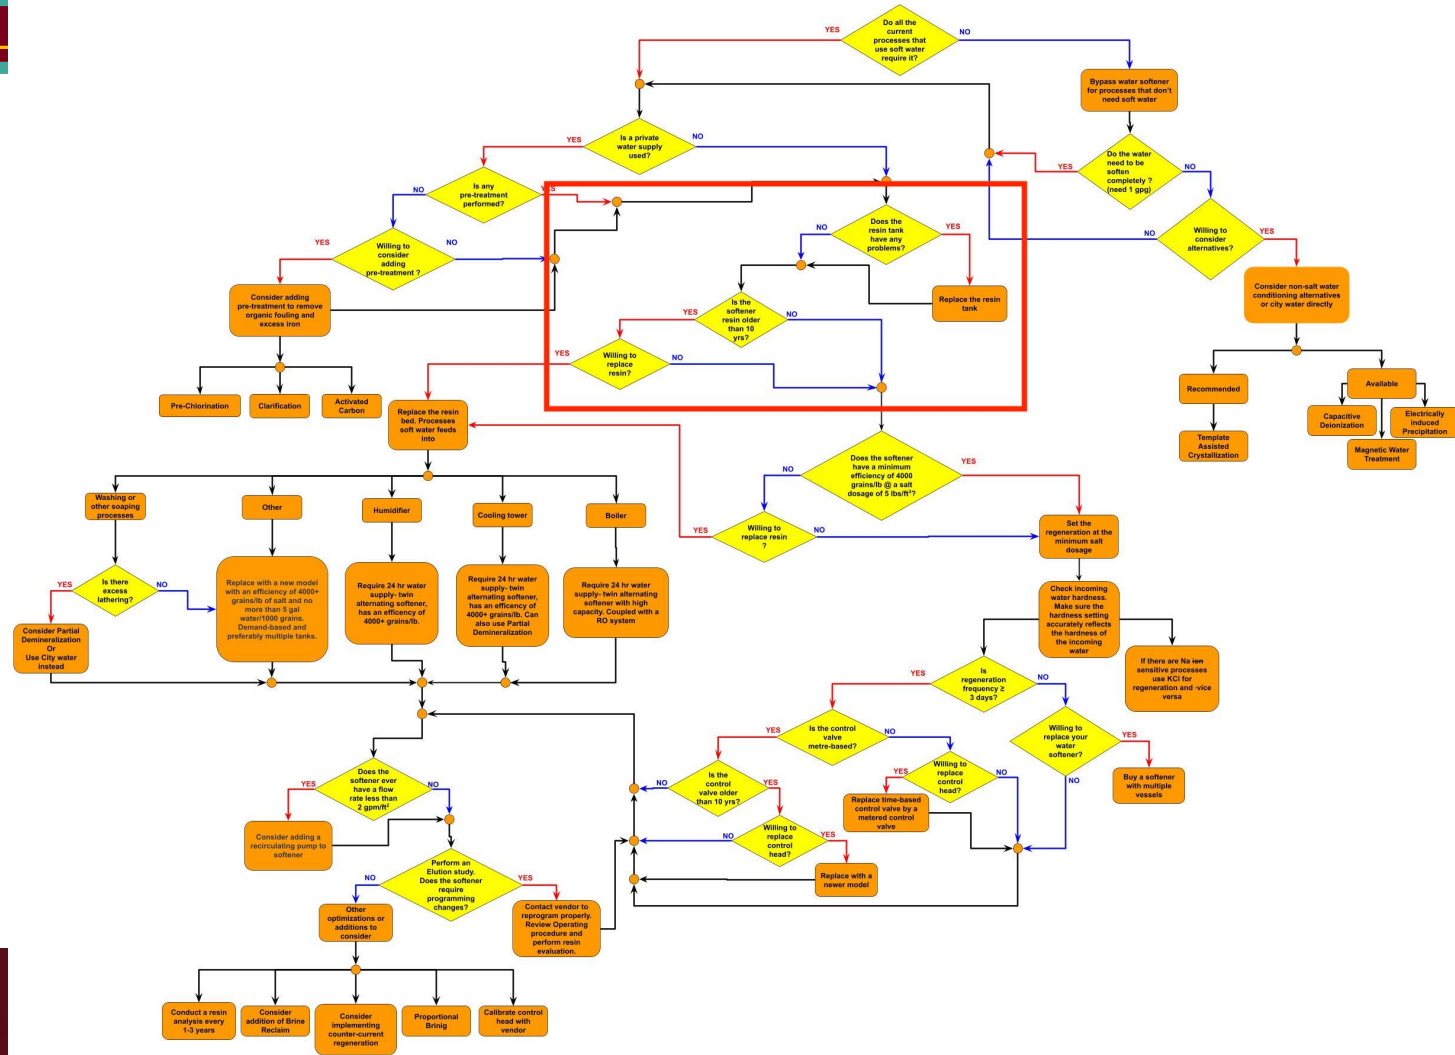 Do all the
current
processes that
use soft water
require it?
YES
NO
Bypass water softener
for processes that don't
need soft water
Is a private
water supply
used?
YES
NO
Do the water
need to be
soften
completely ?
(need 1 gpg)
YES
NO
Is any
pre-treatment
performed?
NO
YES
Does the
resin tank
have any
problems?
NO
YES
Willing to
consider
alternatives?
NO
YES
Willing to
consider
adding
pre-treatment ?
YES
NO
Consider adding
pre-treatment to remove
organic fouling and
excess iron
Replace the resin
tank
Consider non-salt water
conditioning alternatives
or city water directly
Is the
softener
resin older
than 10
yrs?
YES
NO
Willing to
replace
resin?
YES
NO
Pre-Chlorination
Clarification
Activated
Carbon
Recommended
Available
Template
Assisted
Crystallization
Capacitive
Deionization
Magnetic Water
Treatment
Electrically
induced
Precipitation
Replace the resin
bed. Processes
soft water feeds
into
Does the softener
have a minimum
efficiency of 4000
grains/lb @ a salt
dosage of 5 lbs/ft³?
NO
YES
Willing to
replace resin
?
YES
NO
Set the
regeneration at the
minimum salt
dosage
Washing or
other soaping
processes
Other
Humidifier
Cooling tower
Boiler
Is there
excess
lathering?
YES
NO
Consider Partial
Demineralization
Or
Use City water
instead
Replace with a new model
with an efficiency of 4000+
grains/lb of salt and no
more than 5 gal
water/1000 grains.
Demand-based and
preferably multiple tanks.
Require 24 hr water
supply- twin
alternating softener,
has an efficency of
4000+ grains/lb.
Require 24 hr water
supply- twin
alternating softener,
has an efficency of
4000+ grains/lb. Can
also use Partial
Demineralization
Require 24 hr water
supply- twin alternating
softener with high
capacity. Coupled with a
RO system
Check incoming
water hardness.
Make sure the
hardness setting
accurately reflects
the hardness of
the incoming
water
If there are Na ion
sensitive processes
use KCl for
regeneration and -vice
versa
Is
regeneration
frequency ≥
3 days?
YES
NO
Is the control
valve
metre-based?
YES
NO
Willing to
replace your
water
softener?
YES
NO
Buy a softener
with multiple
vessels
Is the
control
valve older
than 10 yrs?
NO
YES
Willing to
replace
control
head?
YES
NO
Replace time-based
control valve by a
metered control
valve
Willing to
replace
control
head?
NO
YES
Replace with a
newer model
Does the
softener ever
have a flow
rate less than
2 gpm/ft²
YES
NO
Consider adding a
recirculating pump to
softener
Perform an
Elution study.
Does the softener
require
programming
changes?
NO
YES
Contact vendor to
reprogram properly.
Review Operating
procedure and
perform resin
evaluation.
Other
optimizations or
additions to
consider
Conduct a resin
analysis every
1-3 years
Consider
addition of Brine
Reclaim
Consider
implementing
counter-current
regeneration
Proportional
Brinig
Calibrate control
head with
vendor